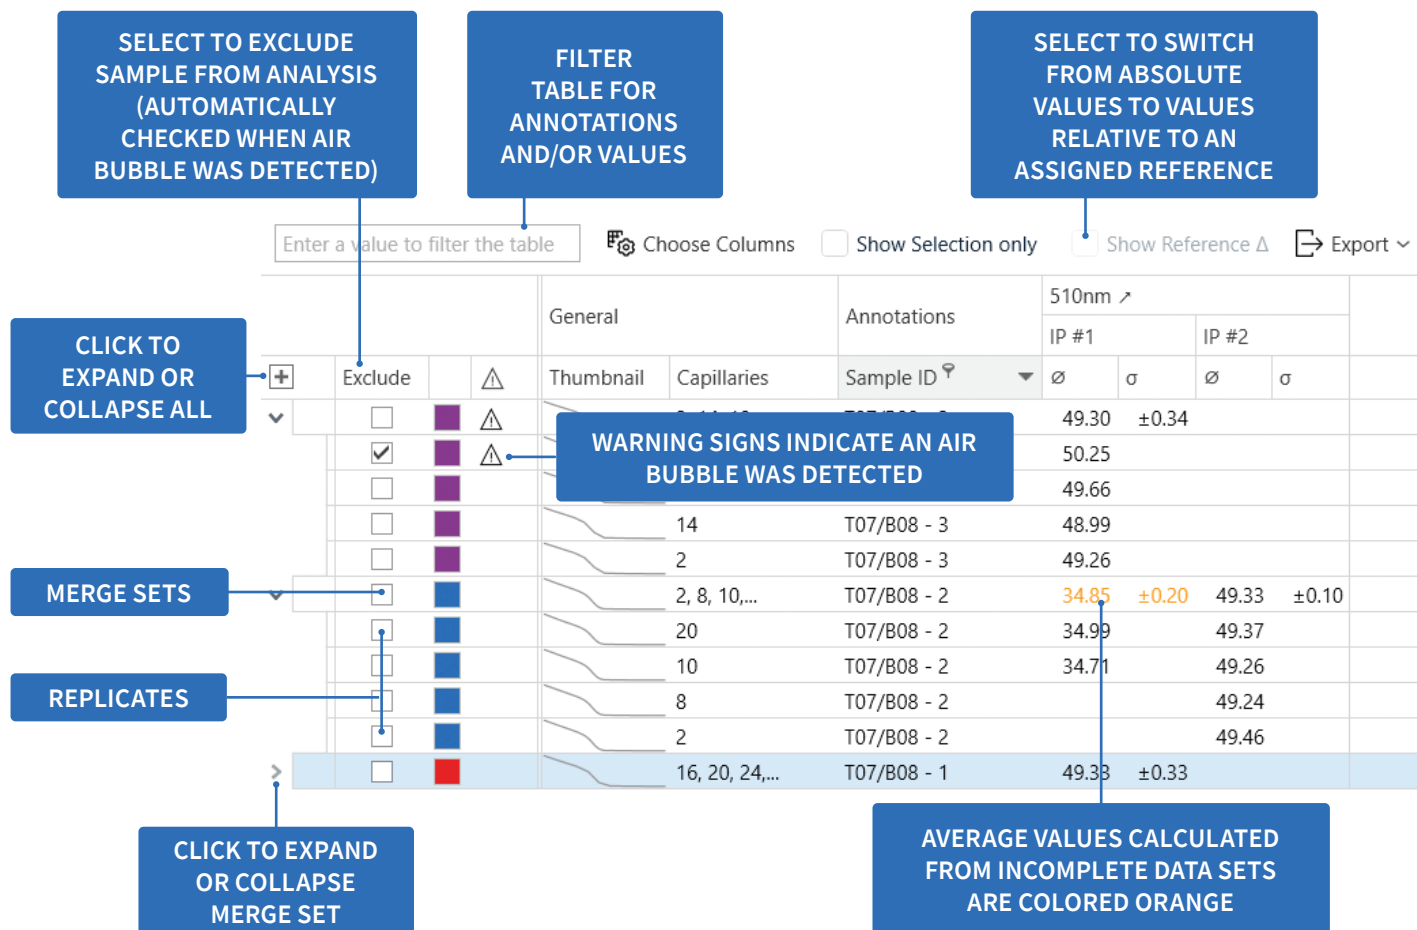 SELECT TO EXCLUDE
SAMPLE FROM ANALYSIS
(AUTOMATICALLY
CHECKED WHEN AIR
BUBBLE WAS DETECTED)
FILTER
TABLE FOR
ANNOTATIONS
AND/OR VALUES
SELECT TO SWITCH
FROM ABSOLUTE
VALUES TO VALUES
RELATIVE TO AN
ASSIGNED REFERENCE
Enter a value to filter the table Choose Columns Show Selection only Show Reference Δ Export
General Annotations 510nm ↗
IP #1 IP #2
CLICK TO
EXPAND OR
COLLAPSE ALL
Exclude Thumbnail Capillaries Sample ID Ø σ Ø σ
49.30 ±0.34
WARNING SIGNS INDICATE AN AIR
BUBBLE WAS DETECTED
50.25
49.66
14 T07/B08 - 3 48.99
2 T07/B08 - 3 49.26
MERGE SETS
2, 8, 10,... T07/B08 - 2 34.85 ±0.20 49.33 ±0.10
20 T07/B08 - 2 34.99 49.37
10 T07/B08 - 2 34.71 49.26
REPLICATES
8 T07/B08 - 2 49.24
2 T07/B08 - 2 49.46
16, 20, 24,... T07/B08 - 1 49.33 ±0.33
CLICK TO EXPAND
OR COLLAPSE
MERGE SET
AVERAGE VALUES CALCULATED
FROM INCOMPLETE DATA SETS
ARE COLORED ORANGE